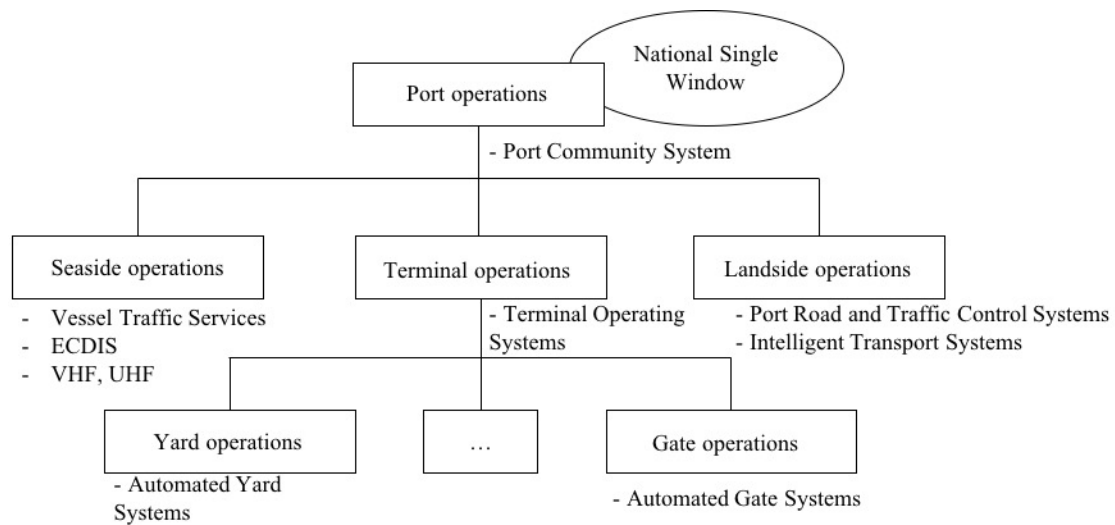 National Single
Window
Port operations
- Port Community System
Seaside operations
Terminal operations
Landside operations
- Vessel Traffic Services
- ECDIS
- VHF, UHF
- Terminal Operating
Systems
- Port Road and Traffic Control Systems
- Intelligent Transport Systems
Yard operations
…
Gate operations
- Automated Yard
Systems
- Automated Gate Systems